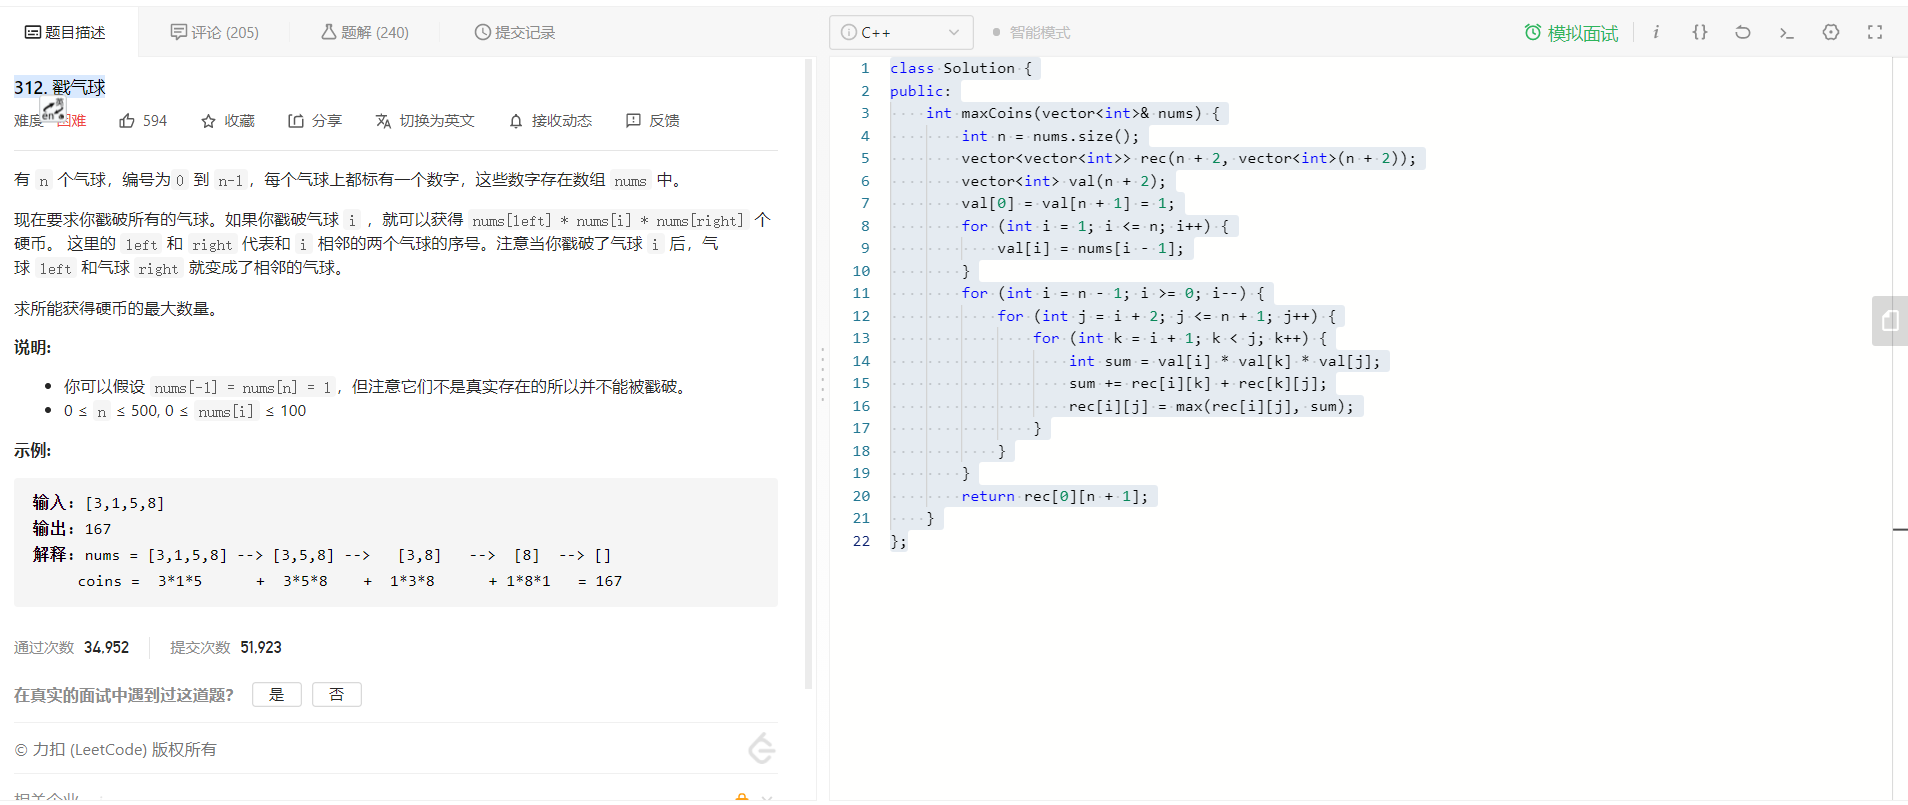 题目描述
评论 (205)
题解 (240)
提交记录
C++
智能模式
模拟面试
312. 戳气球
难度 困难
594
收藏
分享
切换为英文
接收动态
反馈
有 n 个气球，编号为 0 到 n-1，每个气球上都标有一个数字，这些数字存在数组 nums 中。
现在要求你戳破所有的气球。如果你戳破气球 i ，就可以获得 nums[left] * nums[i] * nums[right] 个
硬币。 这里的 left 和 right 代表和 i 相邻的两个气球的序号。注意当你戳破了气球 i 后，气
球 left 和气球 right 就变成了相邻的气球。
求所能获得硬币的最大数量。
说明:
• 你可以假设 nums[-1] = nums[n] = 1，但注意它们不是真实存在的所以并不能被戳破。
• 0 ≤ n ≤ 500, 0 ≤ nums[i] ≤ 100
示例:
输入: [3,1,5,8]
输出: 167
解释: nums = [3,1,5,8] --> [3,5,8] --> [3,8] --> [8] --> []
coins = 3*1*5 + 3*5*8 + 1*3*8 + 1*8*1 = 167
通过次数 34,952
提交次数 51,923
在真实的面试中遇到过这道题?
是
否
© 力扣 (LeetCode) 版权所有
相关企业
1 class Solution {
2 public:
3 int maxCoins(vector<int>& nums) {
4 int n = nums.size();
5 vector<vector<int>> rec(n + 2, vector<int>(n + 2));
6 vector<int> val(n + 2);
7 val[0] = val[n + 1] = 1;
8 for (int i = 1; i <= n; i++) {
9 val[i] = nums[i - 1];
10 }
11 for (int i = n - 1; i >= 0; i--) {
12 for (int j = i + 2; j <= n + 1; j++) {
13 for (int k = i + 1; k < j; k++) {
14 int sum = val[i] * val[k] * val[j];
15 sum += rec[i][k] + rec[k][j];
16 rec[i][j] = max(rec[i][j], sum);
17 }
18 }
19 }
20 return rec[0][n + 1];
21 }
22 };